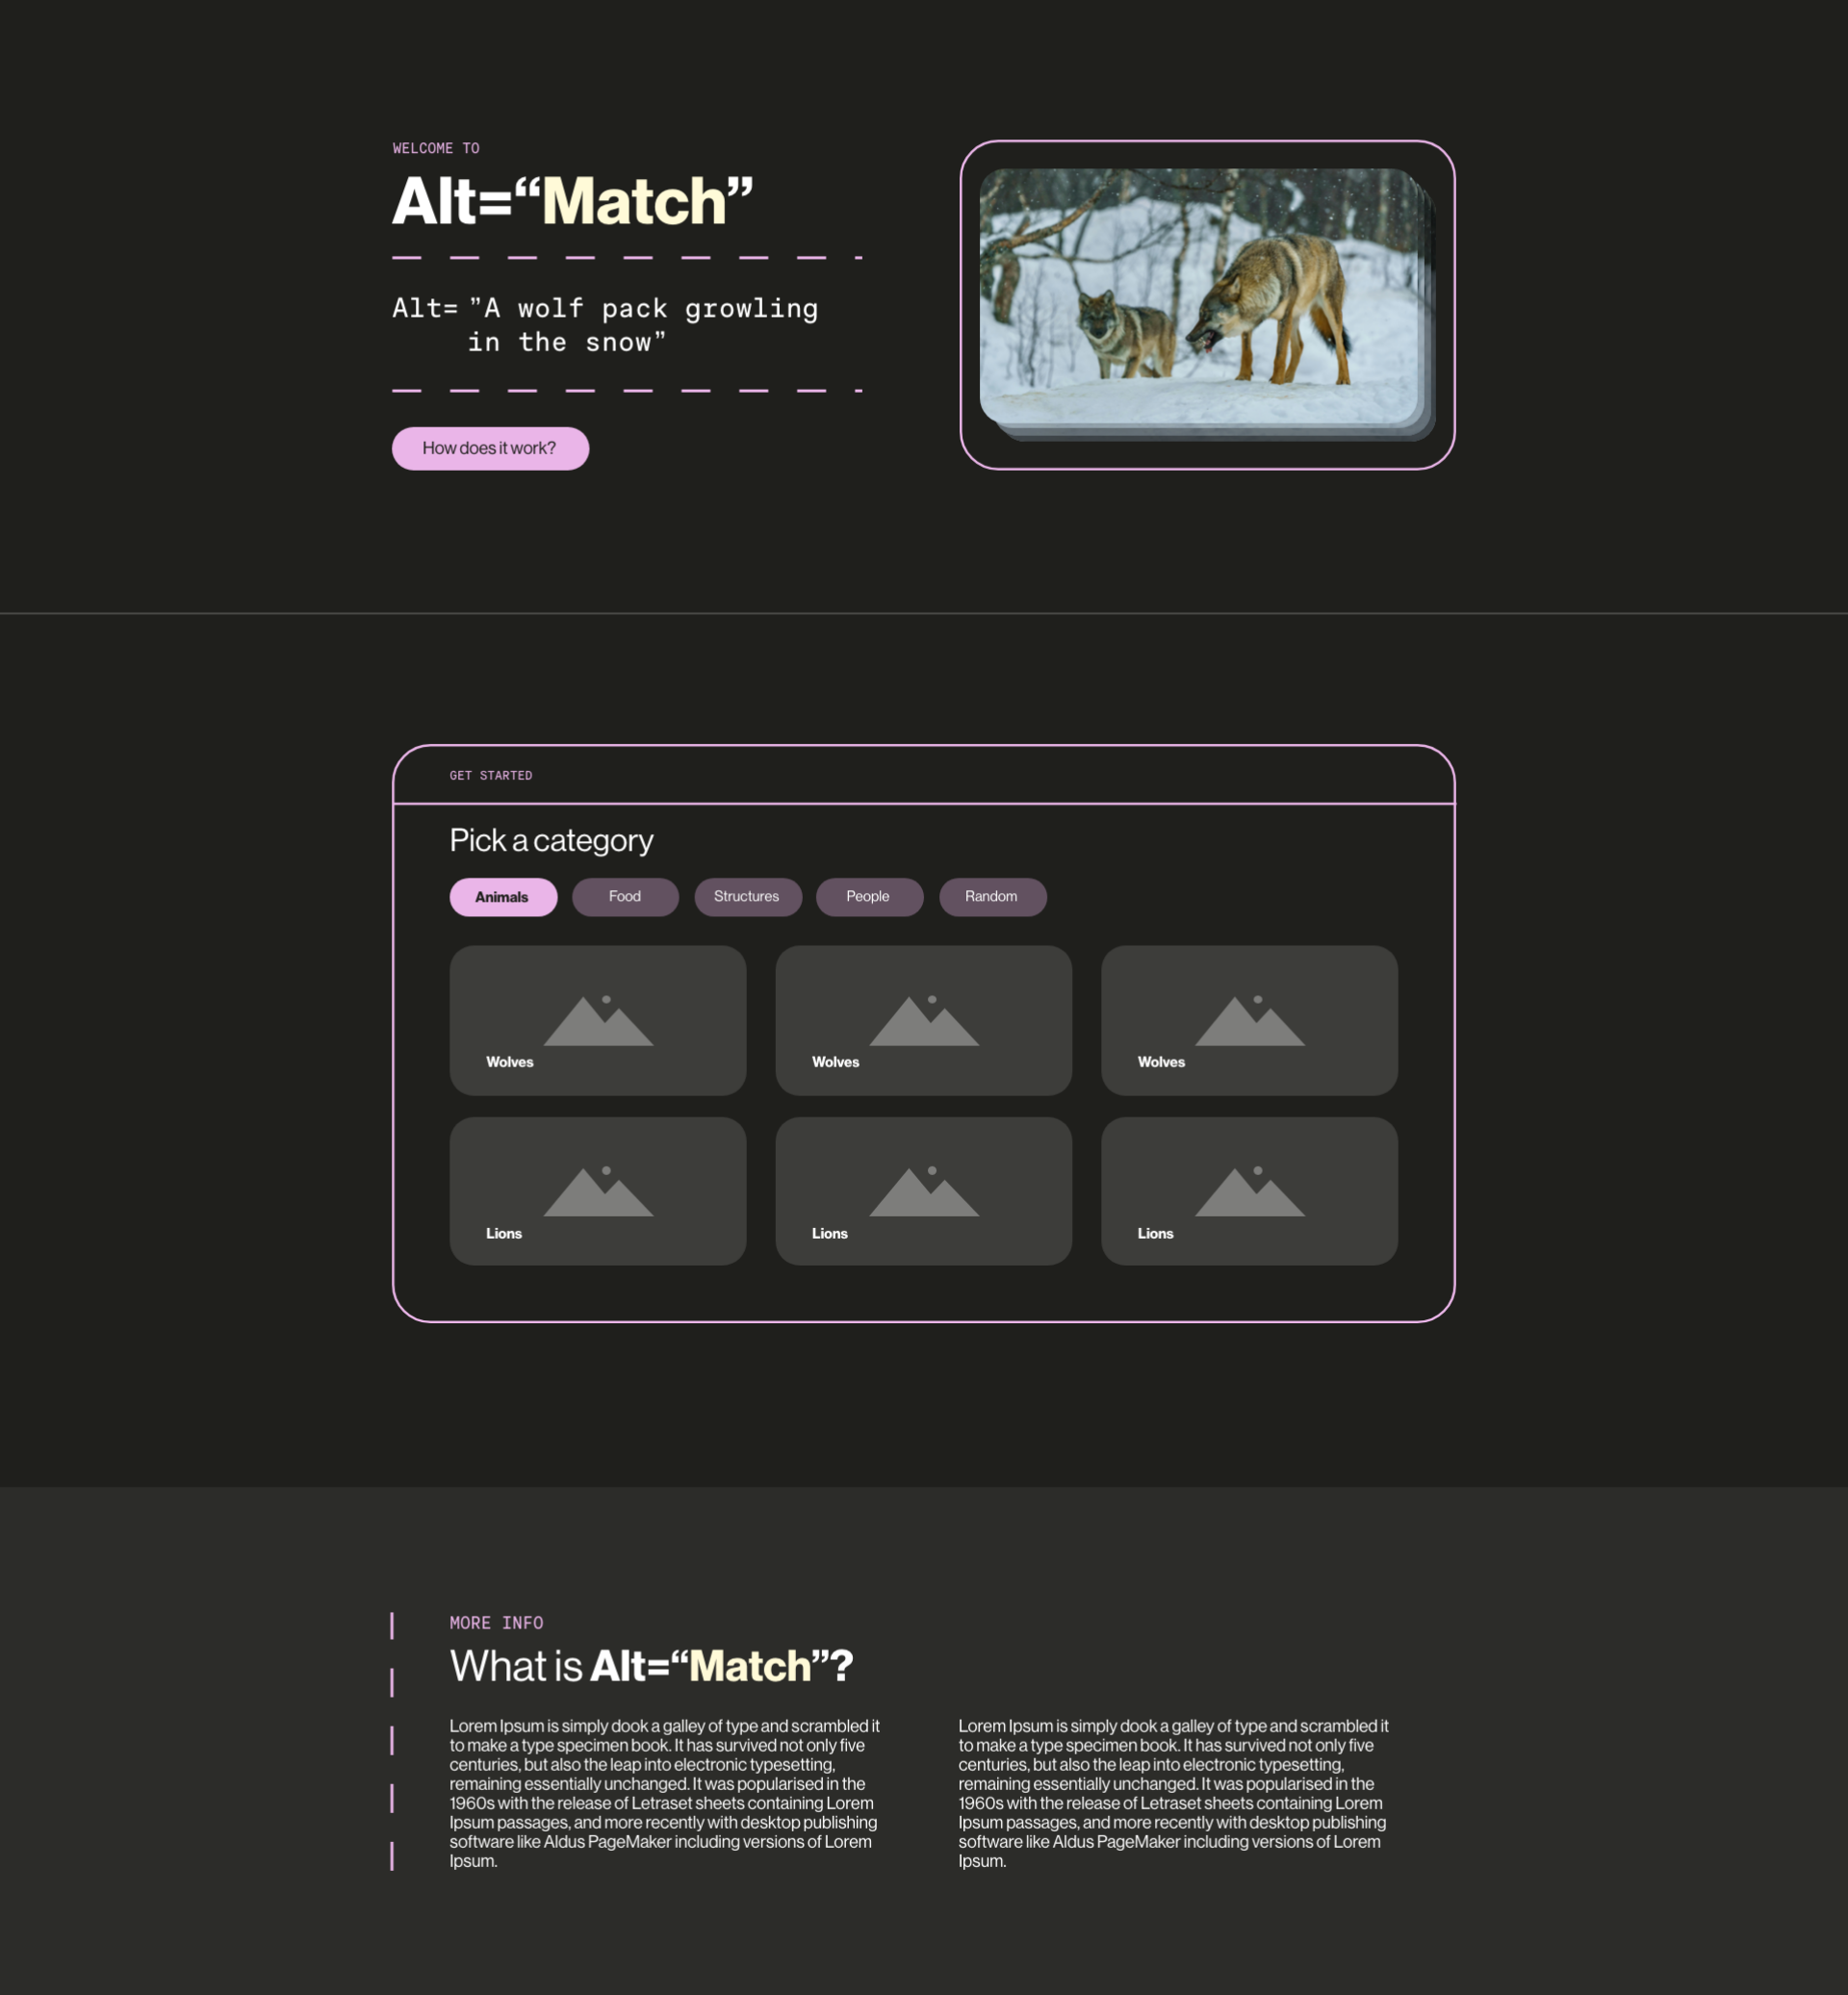 WELCOME TO
Alt=“Match”
Alt= ”A wolf pack growling
in the snow”
How does it work?
GET STARTED
Pick a category
Animals
Food
Structures
People
Random
Wolves
Wolves
Wolves
Lions
Lions
Lions
MORE INFO
What is Alt=“Match”?
Lorem Ipsum is simply dook a galley of type and scrambled it
to make a type specimen book. It has survived not only five
centuries, but also the leap into electronic typesetting,
remaining essentially unchanged. It was popularised in the
1960s with the release of Letraset sheets containing Lorem
Ipsum passages, and more recently with desktop publishing
software like Aldus PageMaker including versions of Lorem
Ipsum.
Lorem Ipsum is simply dook a galley of type and scrambled it
to make a type specimen book. It has survived not only five
centuries, but also the leap into electronic typesetting,
remaining essentially unchanged. It was popularised in the
1960s with the release of Letraset sheets containing Lorem
Ipsum passages, and more recently with desktop publishing
software like Aldus PageMaker including versions of Lorem
Ipsum.